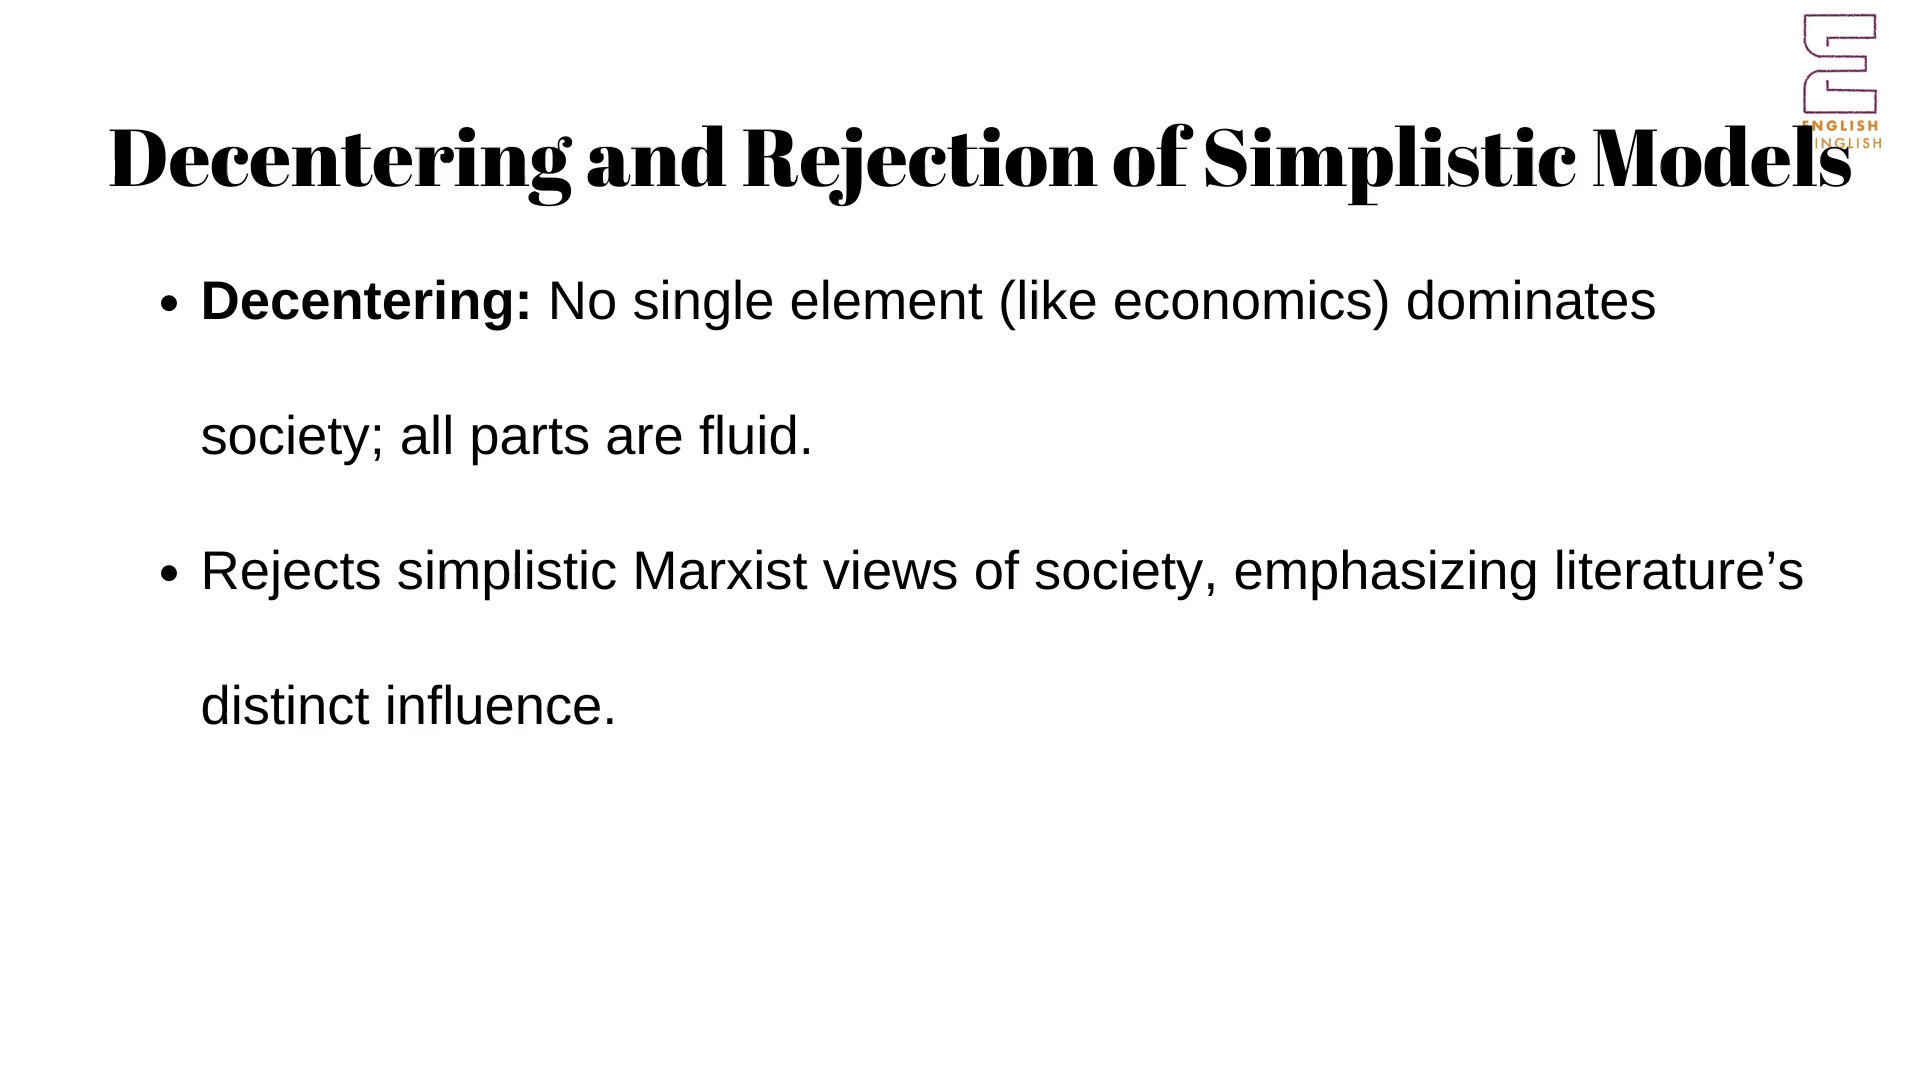 ENGLISH
INGLISH
Decentering and Rejection of Simplistic Models
• Decentering: No single element (like economics) dominates
society; all parts are fluid.
• Rejects simplistic Marxist views of society, emphasizing literature’s
distinct influence.